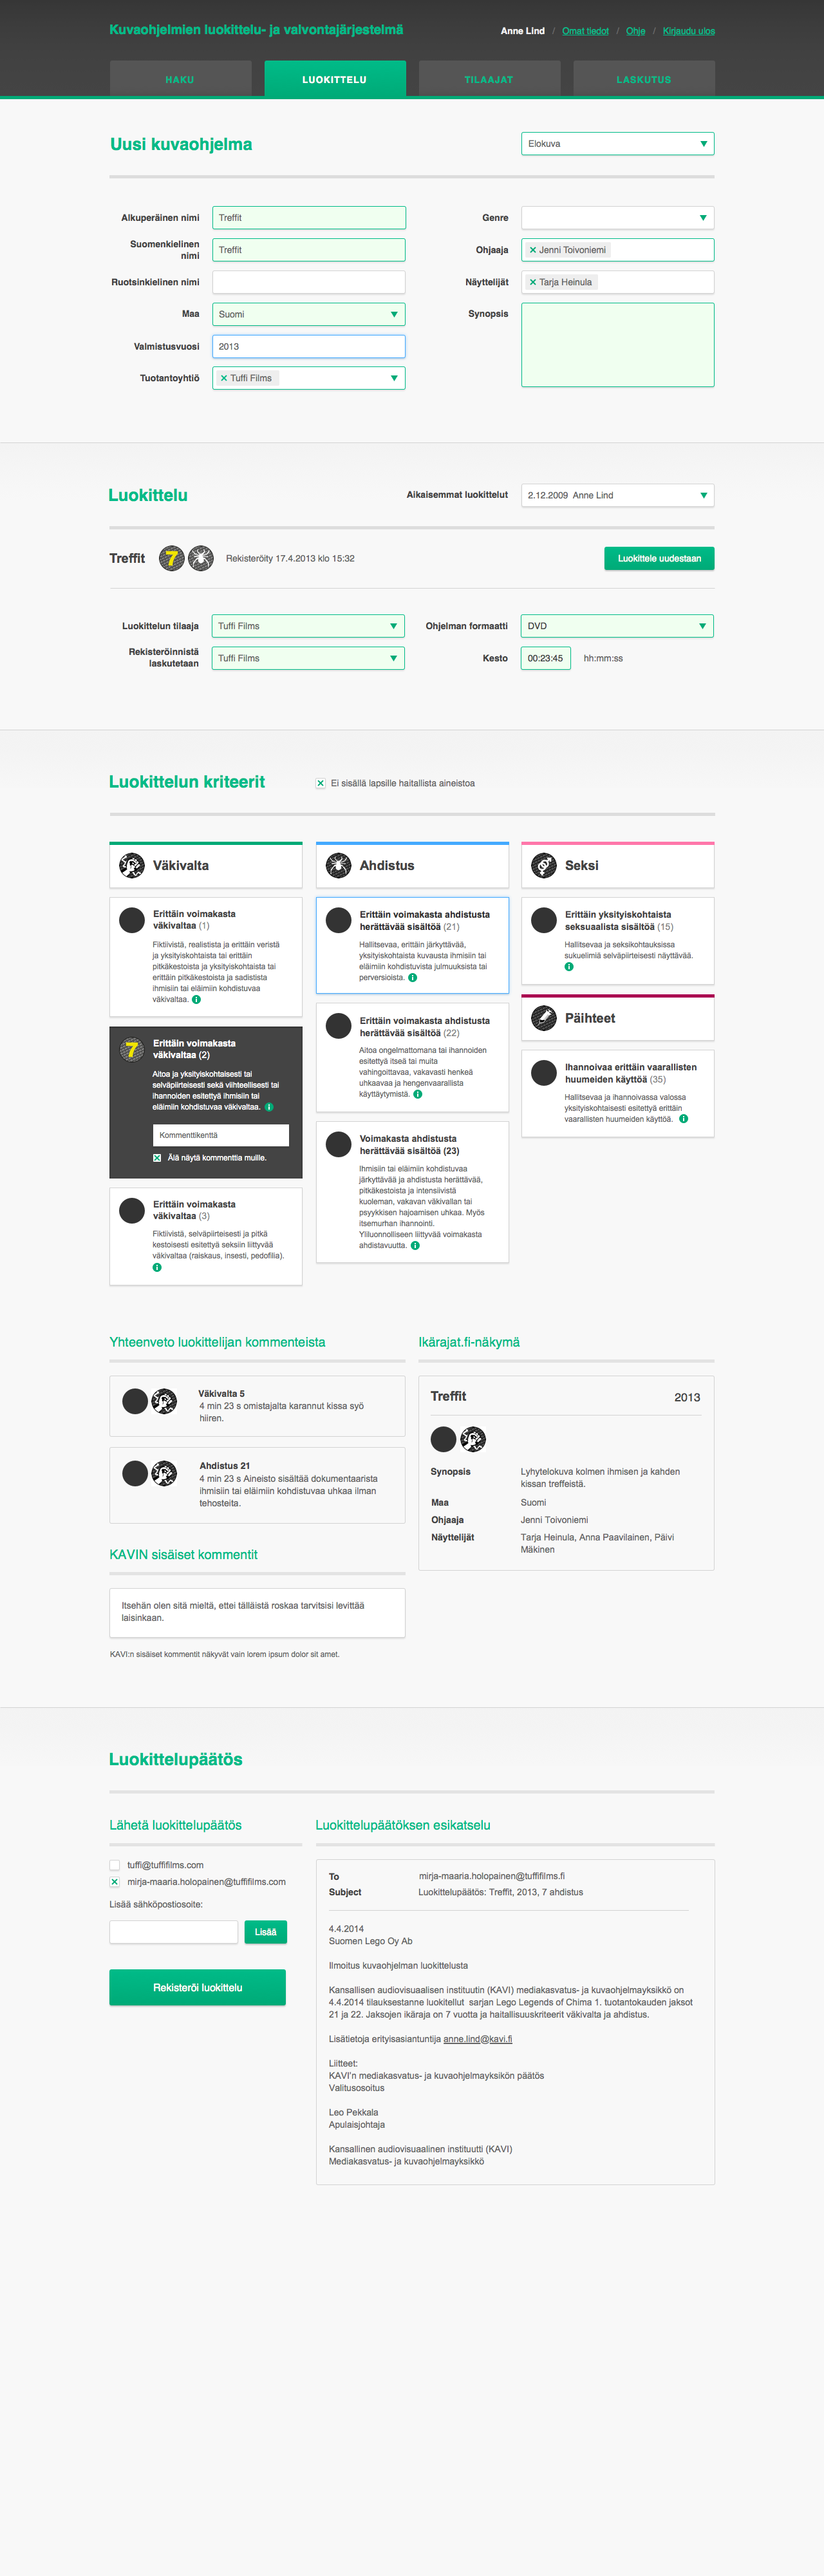 Kuvaohjelmien luokittelu- ja valvontajärjestelmä
Anne Lind / Omat tiedot / Ohje / Kirjaudu ulos
HAKU
LUOKITTELU
TILAAJAT
LASKUTUS
Uusi kuvaohjelma
Elokuva
Alkuperäinen nimi
Treffit
Suomenkielinen
nimi
Treffit
Ruotsinkielinen nimi
Maa
Suomi
Valmistusvuosi
2013
Tuotantoyhtiö
Tuffi Films
Genre
Ohjaaja
Jenni Toivoniemi
Näyttelijät
Tarja Heinula
Synopsis
Luokittelu
Aikaisemmat luokittelut
2.12.2009 Anne Lind
Treffit
7
Rekisteröity 17.4.2013 klo 15:32
Luokittele uudestaan
Luokittelun tilaaja
Tuffi Films
Rekisteröinnistä
laskutetaan
Tuffi Films
Ohjelman formaatti
DVD
Kesto
00:23:45
hh:mm:ss
Luokittelun kriteerit
Ei sisällä lapsille haitallista aineistoa
Väkivalta
Erittäin voimakasta
väkivaltaa (1)
Fiktiivistä, realistista ja erittäin veristä
ja yksityiskohtaista tai erittäin
pitkäkestoista ja yksityiskohtaista tai
erittäin pitkäkestoista ja sadistista
ihmisiin tai eläimiin kohdistuvaa
väkivaltaa.
7
Erittäin voimakasta
väkivaltaa (2)
Aitoa ja yksityiskohtaisesti tai
selväpiirteisesti sekä viihteellisesti tai
ihannoiden esitettyä ihmisiin tai
eläimiin kohdistuvaa väkivaltaa.
Kommenttikenttä
Älä näytä kommenttia muille.
Erittäin voimakasta
väkivaltaa (3)
Fiktiivistä, selväpiirteisesti ja pitkä
kestoisesti esitettyä seksiin liittyvää
väkivaltaa (raiskaus, insesti, pedofilia).
Ahdistus
Erittäin voimakasta ahdistusta
herättävää sisältöä (21)
Hallitsevaa, erittäin järkyttävää,
yksityiskohtaista kuvausta ihmisiin tai
eläimiin kohdistuvista julmuuksista tai
perversioista.
Erittäin voimakasta ahdistusta
herättävää sisältöä (22)
Aitoa ongelmattomana tai ihannoiden
esitettyä itseä tai muita
vahingoittavaa, vakavasti henkeä
uhkaavaa ja hengenvaarallista
käyttäytymistä.
Voimakasta ahdistusta
herättävää sisältöä (23)
Ihmisiin tai eläimiin kohdistuvaa
järkyttävää ja ahdistusta herättävää,
pitkäkestoista ja intensiivistä
kuoleman, vakavan väkivallan tai
psyykkisen hajoamisen uhkaa. Myös
itsemurhan ihannointi.
Yliluonnolliseen liittyvää voimakasta
ahdistavuutta.
Seksi
Erittäin yksityiskohtaista
seksuaalista sisältöä (15)
Hallitsevaa ja seksikohtauksissa
sukuelimiä selväpiirteisesti näyttävää.
Päihteet
Ihannoivaa erittäin vaarallisten
huumeiden käyttöä (35)
Hallitsevaa ja ihannoivassa valossa
yksityiskohtaisesti esitettyä erittäin
vaarallisten huumeiden käyttöä.
Yhteenveto luokittelijan kommenteista
Väkivalta 5
4 min 23 s omistajalta karannut kissa syö
hiiren.
Ahdistus 21
4 min 23 s Aineisto sisältää dokumentaarista
ihmisiin tai eläimiin kohdistuvaa uhkaa ilman
tehosteita.
KAVIN sisäiset kommentit
Itsehän olen sitä mieltä, ettei tälläistä roskaa tarvitsisi levittää
laisinkaan.
KAVI:n sisäiset kommentit näkyvät vain lorem ipsum dolor sit amet.
Ikärajat.fi-näkymä
Treffit
2013
Synopsis
Lyhytelokuva kolmen ihmisen ja kahden
kissan treffeistä.
Maa
Suomi
Ohjaaja
Jenni Toivoniemi
Näyttelijät
Tarja Heinula, Anna Paavilainen, Päivi
Mäkinen
Luokittelupäätös
Lähetä luokittelupäätös
tuffi@tuffifilms.com
mirja-maaria.holopainen@tuffifilms.com
Lisää sähköpostiosoite:
Lisää
Rekisteröi luokittelu
Luokittelupäätöksen esikatselu
To
mirja-maaria.holopainen@tuffifilms.fi
Subject
Luokittelupäätös: Treffit, 2013, 7 ahdistus
4.4.2014
Suomen Lego Oy Ab
Ilmoitus kuvaohjelman luokittelusta
Kansallisen audiovisuaalisen instituutin (KAVI) mediakasvatus- ja kuvaohjelmayksikkö on
4.4.2014 tilauksestanne luokitellut sarjan Lego Legends of Chima 1. tuotantokauden jaksot
21 ja 22. Jaksojen ikäraja on 7 vuotta ja haitallisuuskriteerit väkivalta ja ahdistus.
Lisätietoja erityisasiantuntija anne.lind@kavi.fi
Liitteet:
KAVI'n mediakasvatus- ja kuvaohjelmayksikön päätös
Valitusosoitus
Leo Pekkala
Apulaisjohtaja
Kansallinen audiovisuaalinen instituutti (KAVI)
Mediakasvatus- ja kuvaohjelmayksikkö